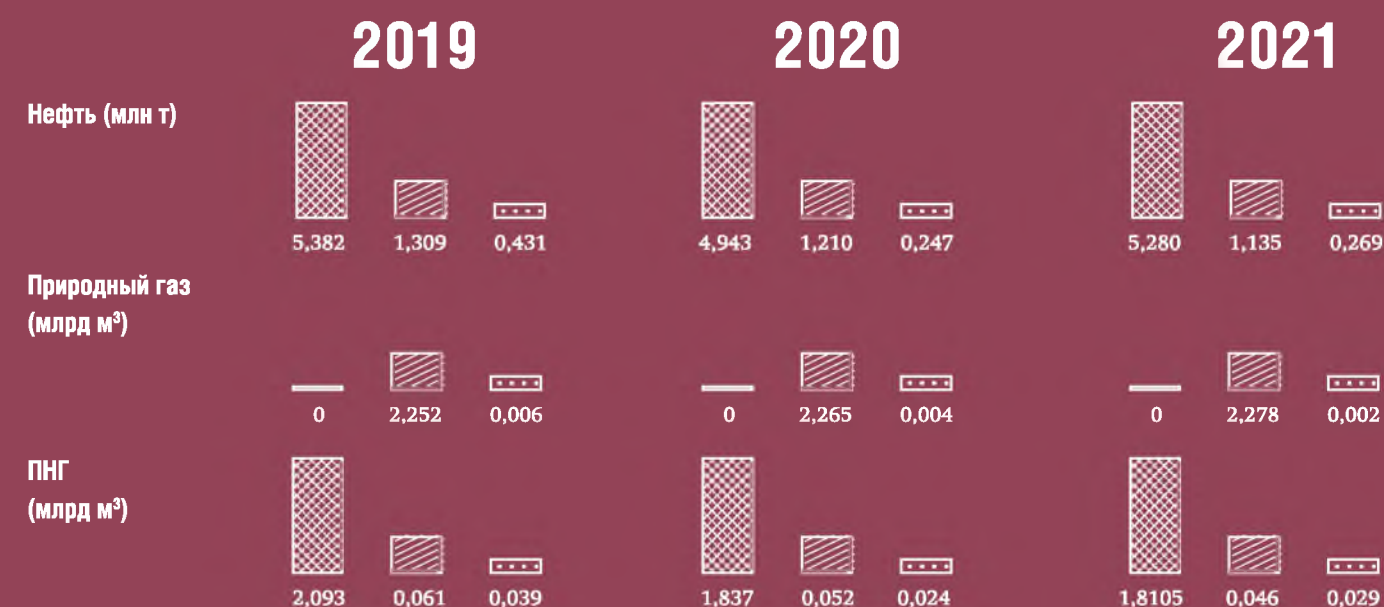 2019 2020 2021
Нефть (млн т)
5,382 1,309 0,431 4,943 1,210 0,247 5,280 1,135 0,269
Природный газ
(млрд м³)
0 2,252 0,006 0 2,265 0,004 0 2,278 0,002
ПНГ
(млрд м³)
2,093 0,061 0,039 1,837 0,052 0,024 1,8105 0,046 0,029